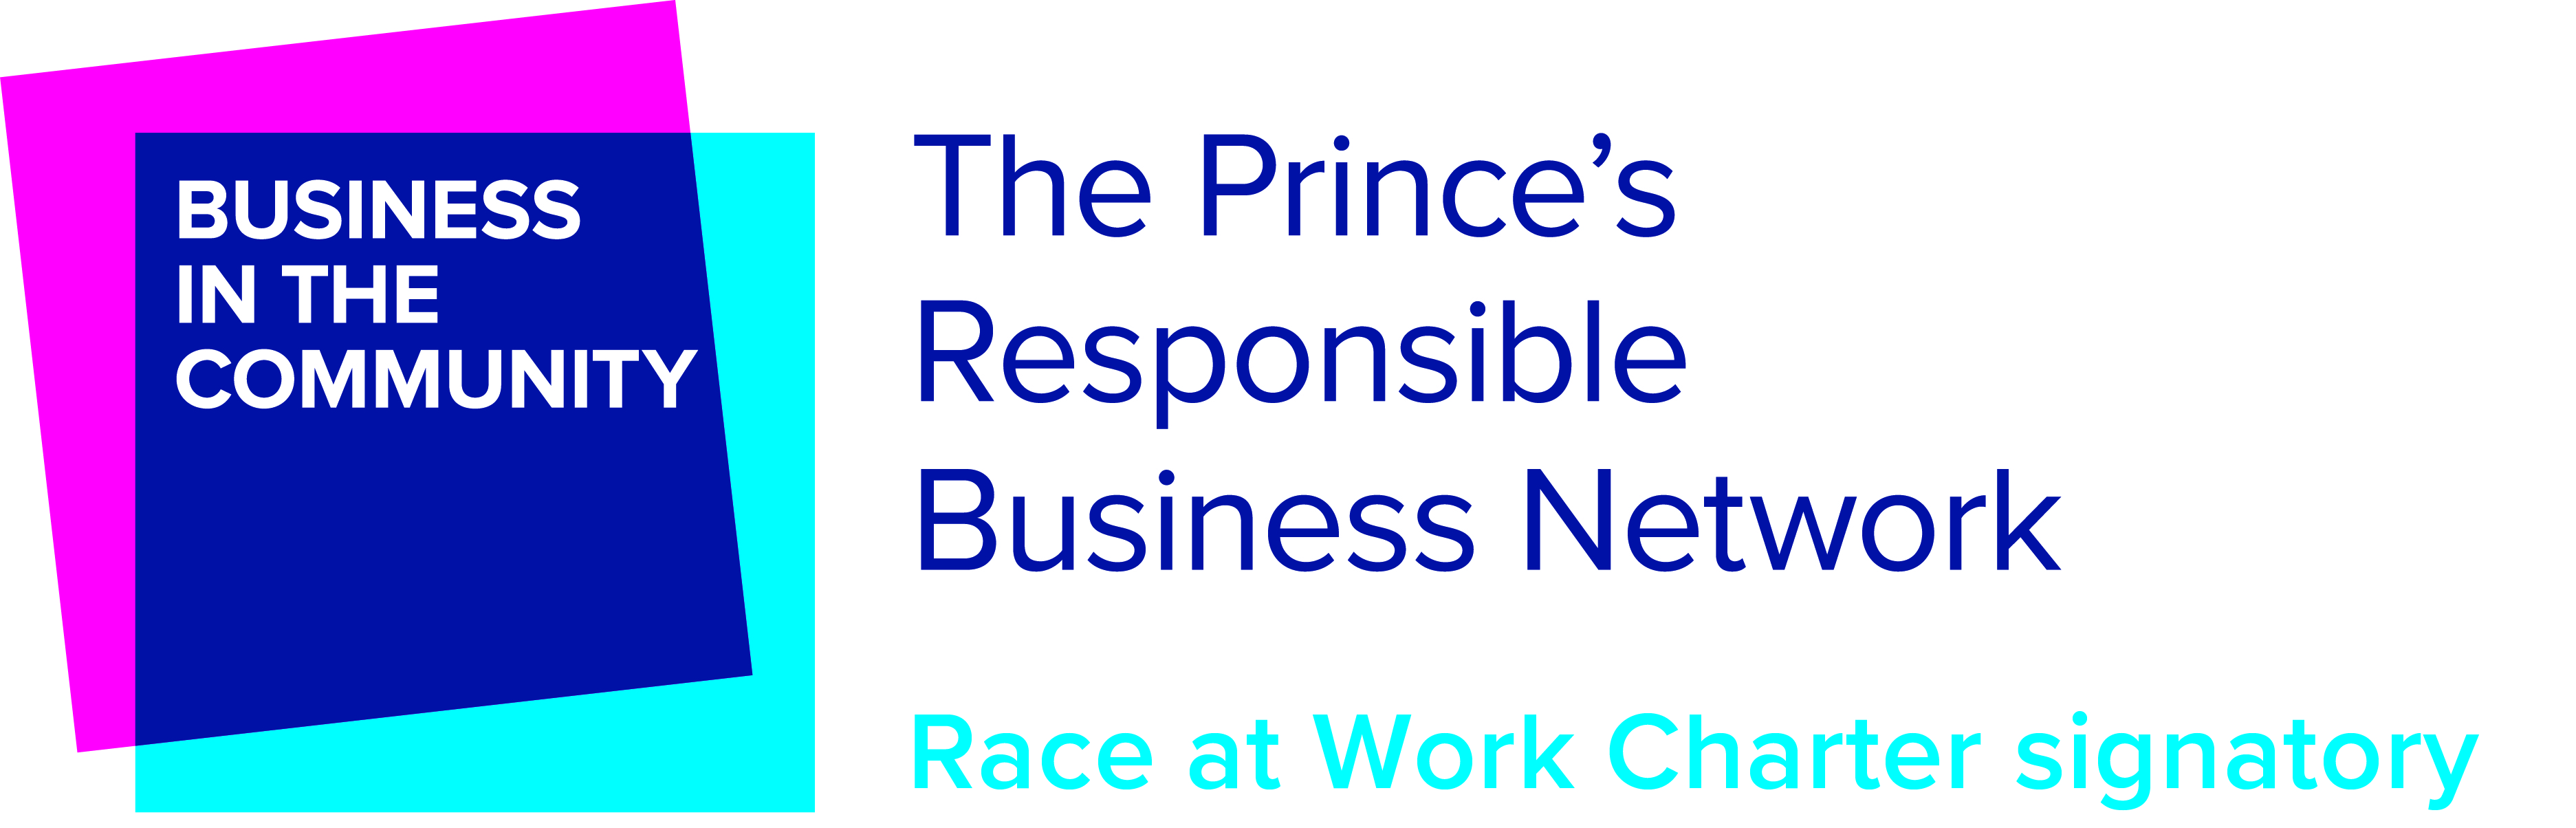 BUSINESS
IN THE
COMMUNITY
The Prince’s
Responsible
Business Network
Race at Work Charter signatory